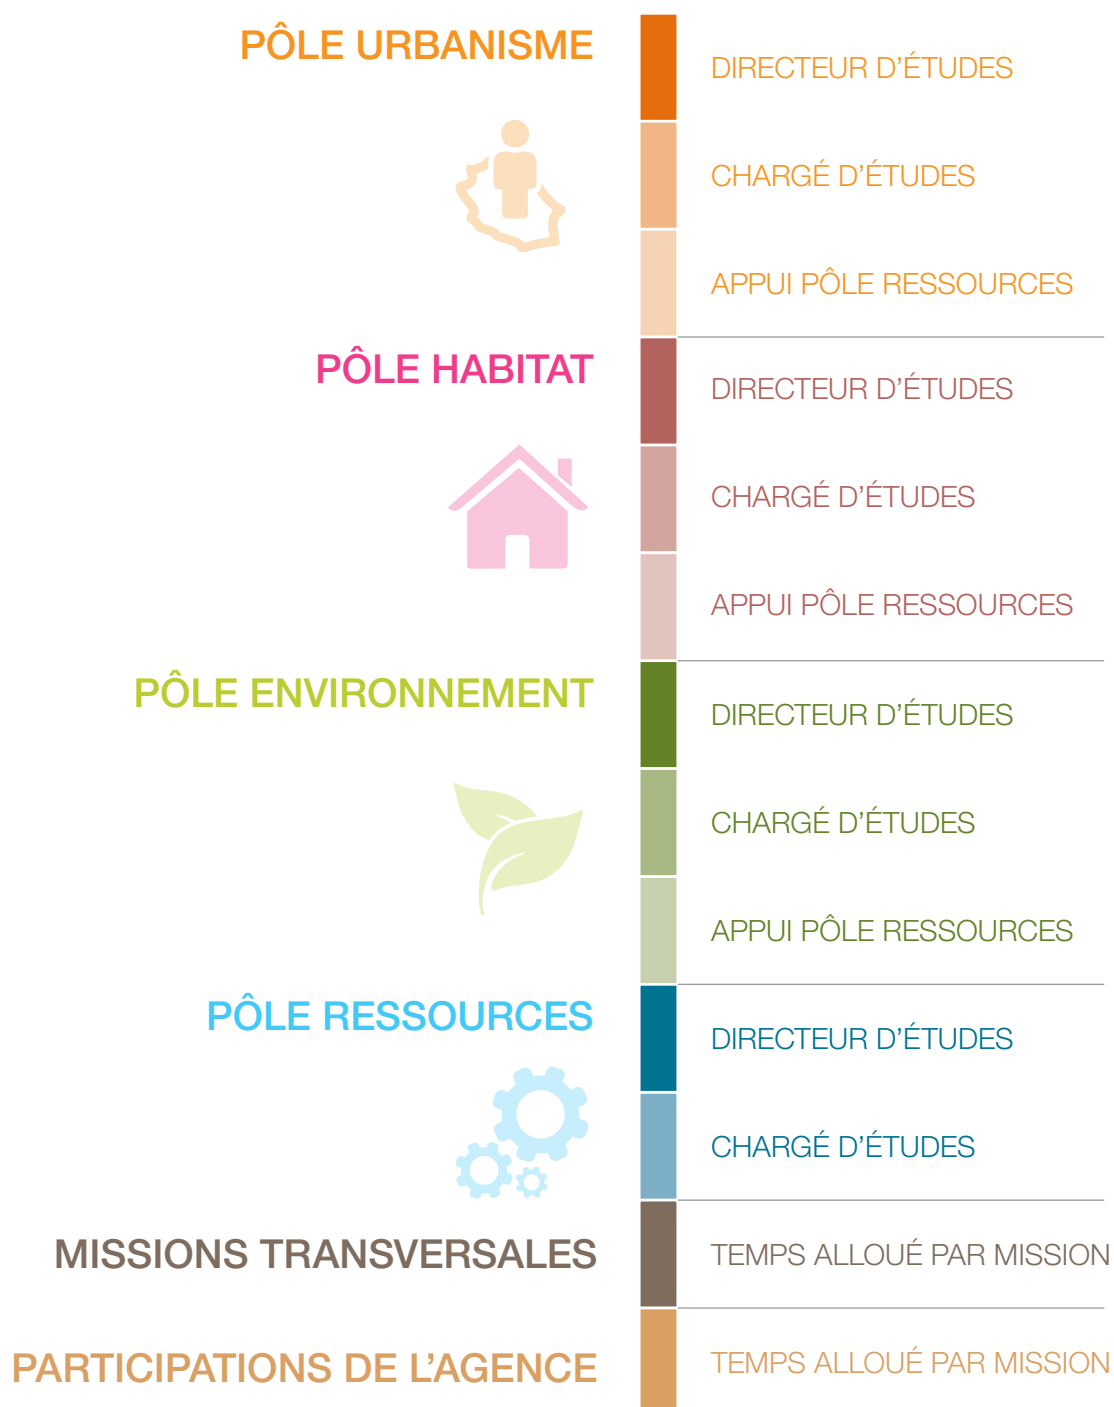 PÔLE URBANISME
DIRECTEUR D’ÉTUDES
CHARGÉ D’ÉTUDES
APPUI PÔLE RESSOURCES
PÔLE HABITAT
DIRECTEUR D’ÉTUDES
CHARGÉ D’ÉTUDES
APPUI PÔLE RESSOURCES
PÔLE ENVIRONNEMENT
DIRECTEUR D’ÉTUDES
CHARGÉ D’ÉTUDES
APPUI PÔLE RESSOURCES
PÔLE RESSOURCES
DIRECTEUR D’ÉTUDES
CHARGÉ D’ÉTUDES
MISSIONS TRANSVERSALES
TEMPS ALLOUÉ PAR MISSION
PARTICIPATIONS DE L’AGENCE
TEMPS ALLOUÉ PAR MISSION